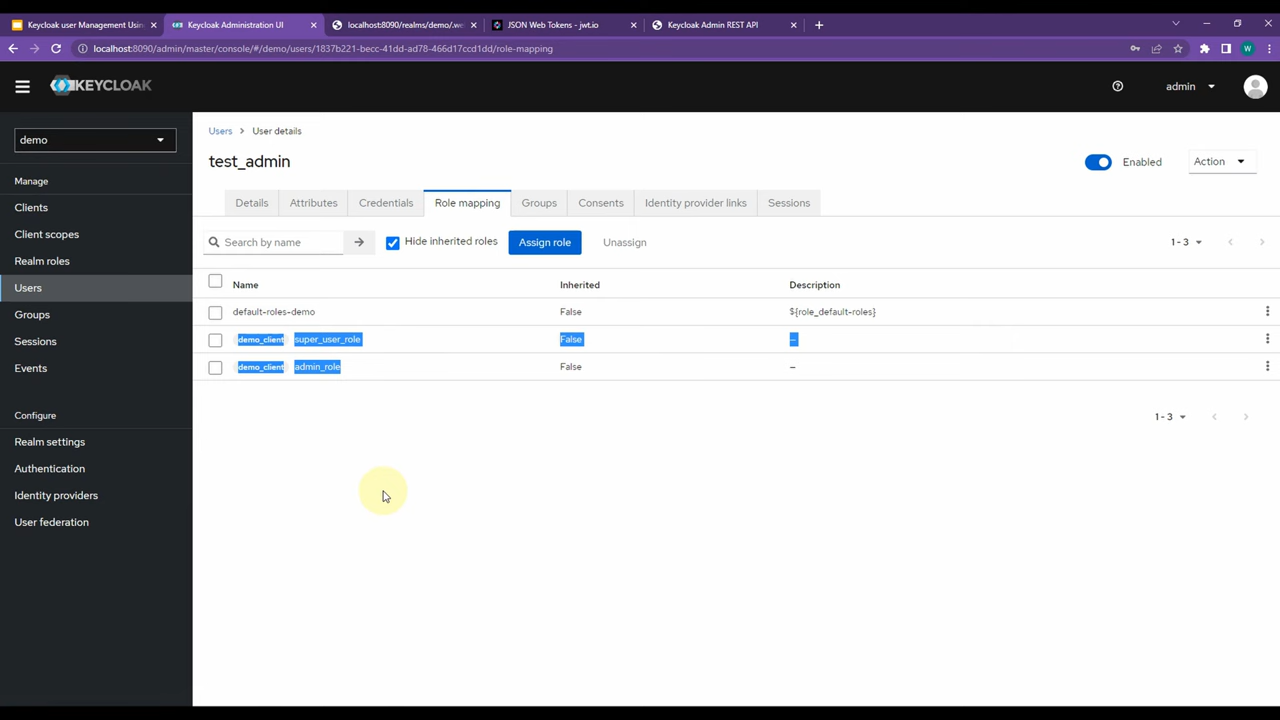 Keycloak user Management Usin
Keycloak Administration UI
localhost:8090/realms/demo/.we
JSON Web Tokens - jwt.io
Keycloak Admin REST API
localhost:8090/admin/master/console/#/demo/users/1837b221-becc-41dd-ad78-466d17ccd1dd/role-mapping
W
KEYCLOAK
admin
demo
Manage
Clients
Client scopes
Realm roles
Users
Groups
Sessions
Events
Configure
Realm settings
Authentication
Identity providers
User federation
Users > User details
test_admin
Enabled
Action
Details
Attributes
Credentials
Role mapping
Groups
Consents
Identity provider links
Sessions
Search by name
Hide inherited roles
Assign role
Unassign
1 - 3
Name Inherited Description
default-roles-demo False ${role_default-roles}
demo_client super_user_role False –
demo_client admin_role False –
1 - 3